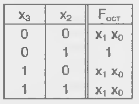 x₃ x₂ Fост
0 0 x₁ x₀
0 1 1
1 0 x₁ x₀
1 1 x₁ x₀